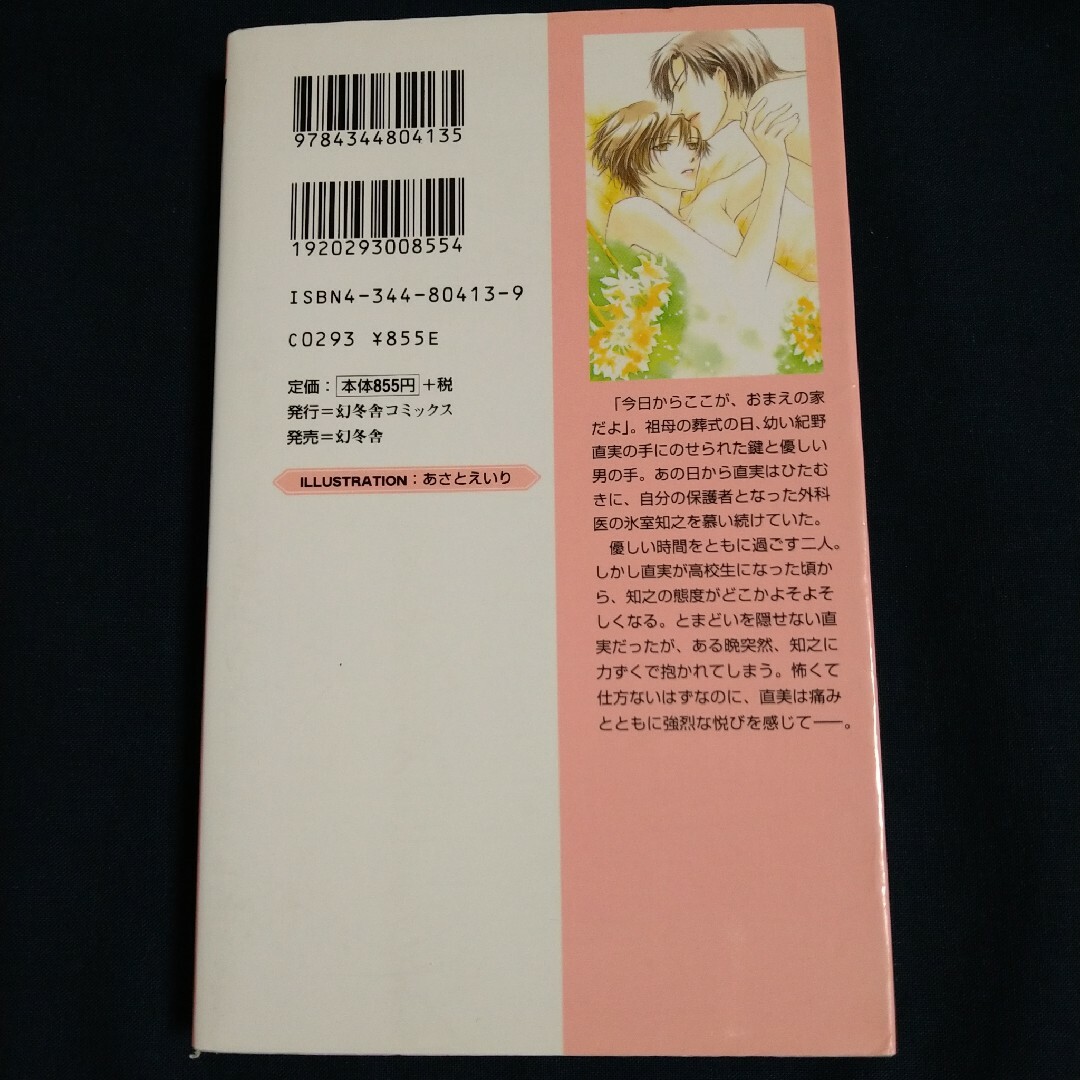 9784344804135
1920293008554
ISBN4-344-80413-9
C0293 ¥855E
定価：本体855円+税
発行＝幻冬舎コミックス
発売＝幻冬舎
ILLUSTRATION：あさとえいり
「今日からここが、おまえの家
だよ」。祖母の葬式の日、幼い紀野
直実の手にのせられた鍵と優しい
男の手。あの日から直実はひたむ
きに、自分の保護者となった外科
医の氷室知之を慕い続けていた。
優しい時間をともに過ごす二人。
しかし直実が高校生になった頃か
ら、知之の態度がどこかよそよそ
しくなる。とまどいを隠せない直
実だったが、ある晩突然、知之に
力ずくで抱かれてしまう。怖くて
仕方ないはずなのに、直美は痛み
とともに強烈な悦びを感じて――。